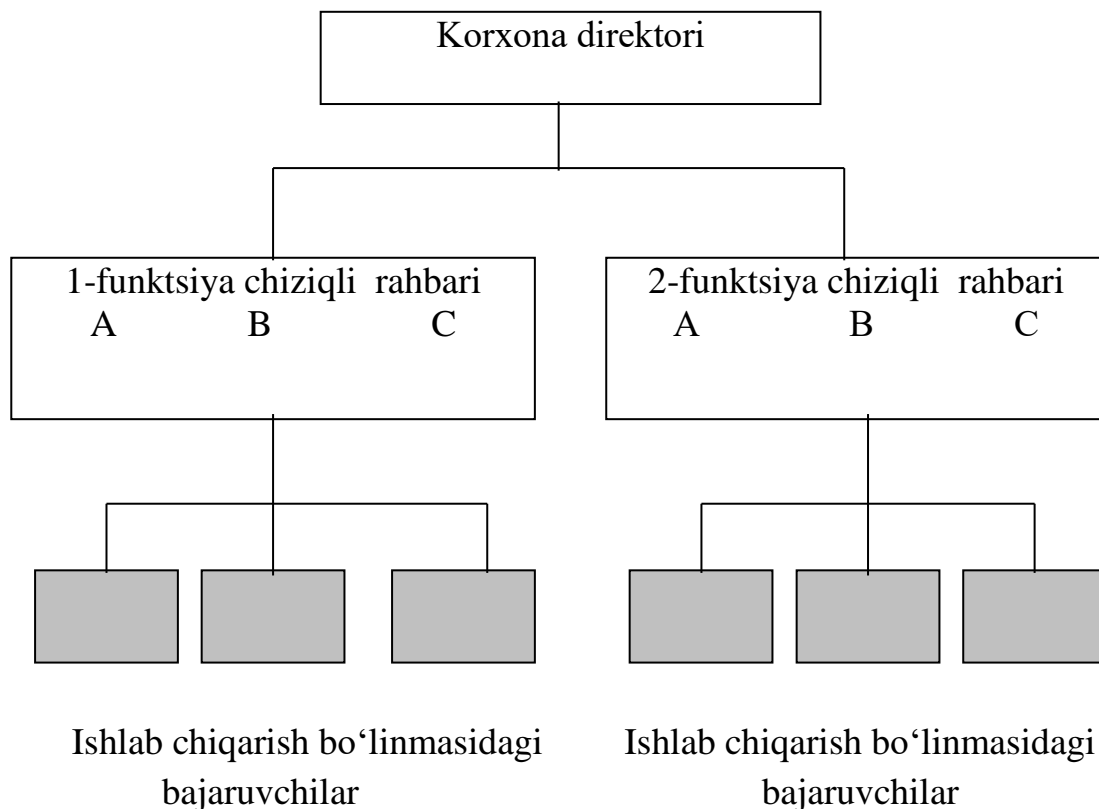 Korxona direktori
1-funktsiya chiziqli rahbari
A B C
2-funktsiya chiziqli rahbari
A B C
Ishlab chiqarish bo‘linmasidagi
bajaruvchilar
Ishlab chiqarish bo‘linmasidagi
bajaruvchilar